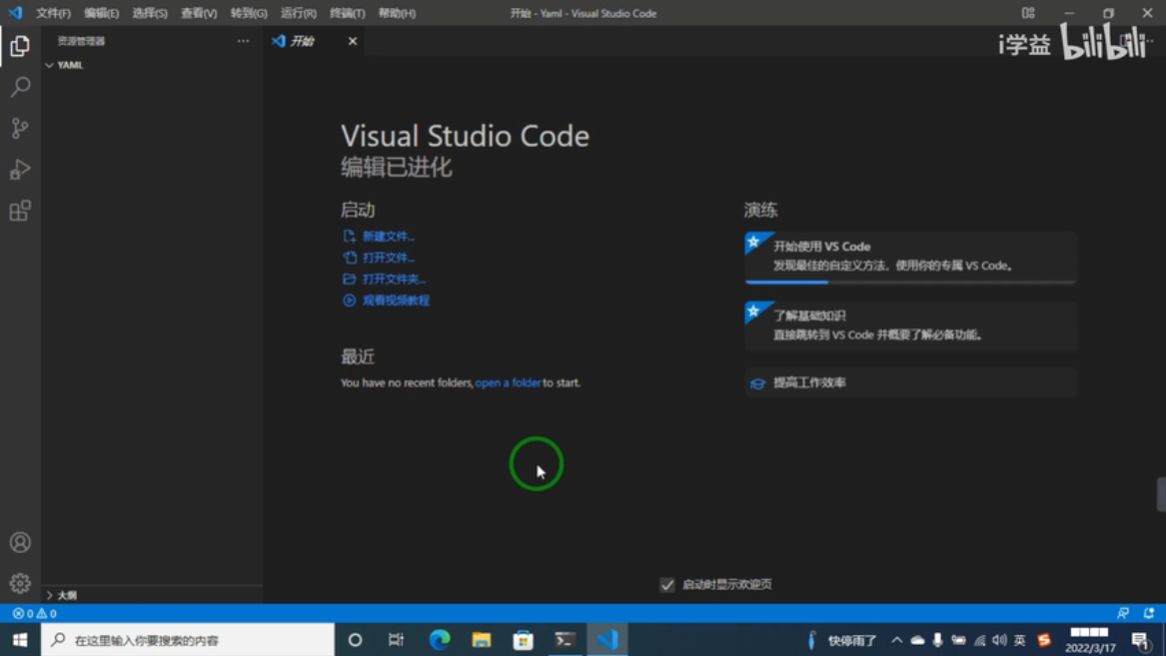 文件(F) 编辑(E) 选择(S) 查看(V) 转到(G) 运行(R) 终端(T) 帮助(H) 开始 - Yaml - Visual Studio Code
资源管理器 开始
i学益 bilibili
YAML
Visual Studio Code
编辑已进化
启动
新建文件...
打开文件...
打开文件夹...
观看视频教程
最近
You have no recent folders, open a folder to start.
演练
开始使用 VS Code
发现最佳的自定义方法，使用你的专属 VS Code。
了解基础知识
直接跳转到 VS Code 并概要了解必备功能。
提高工作效率
启动时显示欢迎页
大纲
0 0
在这里输入你要搜索的内容
快停雨了 英
2022/3/17
1